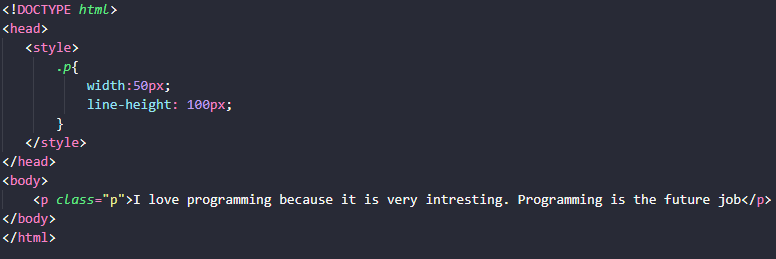 <!DOCTYPE html>
<head>
<style>
.p{
width:50px;
line-height: 100px;
}
</style>
</head>
<body>
<p class="p">I love programming because it is very intresting. Programming is the future job</p>
</body>
</html>